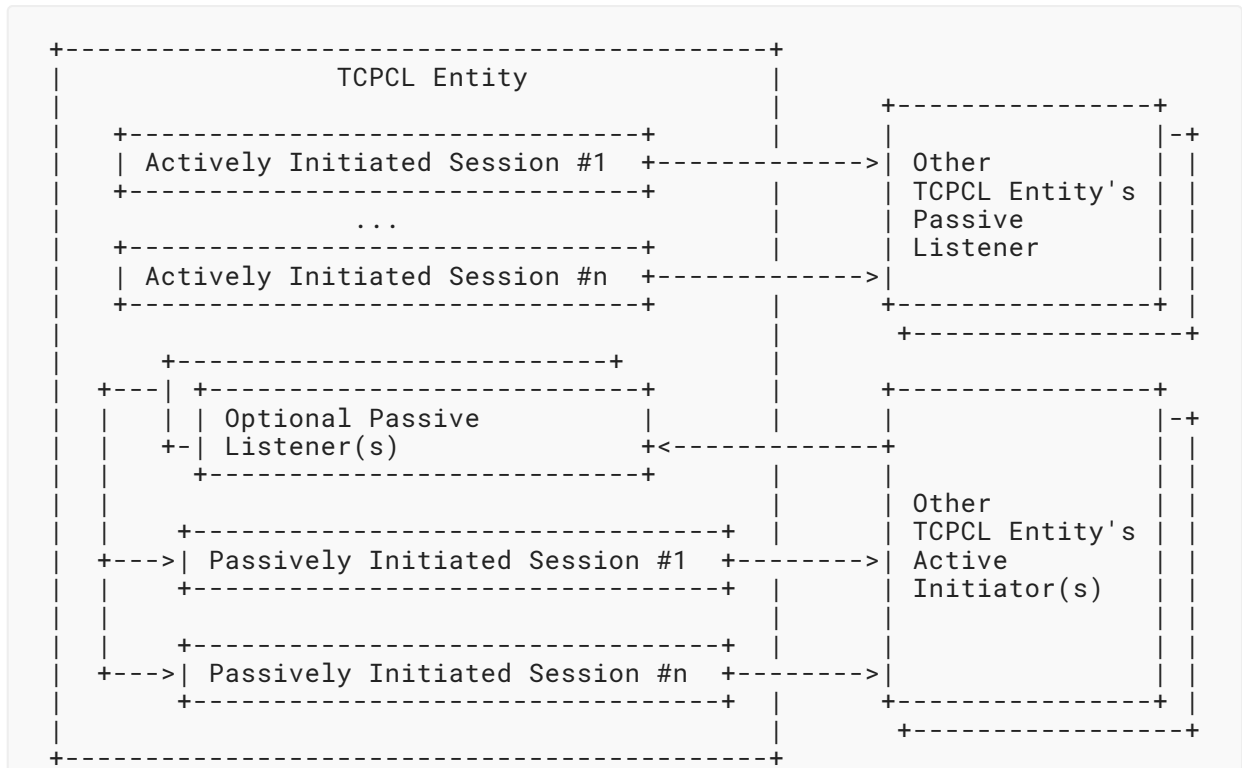 TCPCL Entity
Actively Initiated Session #1
Other
TCPCL Entity's
Passive
Listener
...
Actively Initiated Session #n
Optional Passive
Listener(s)
Other
TCPCL Entity's
Active
Initiator(s)
Passively Initiated Session #1
Passively Initiated Session #n